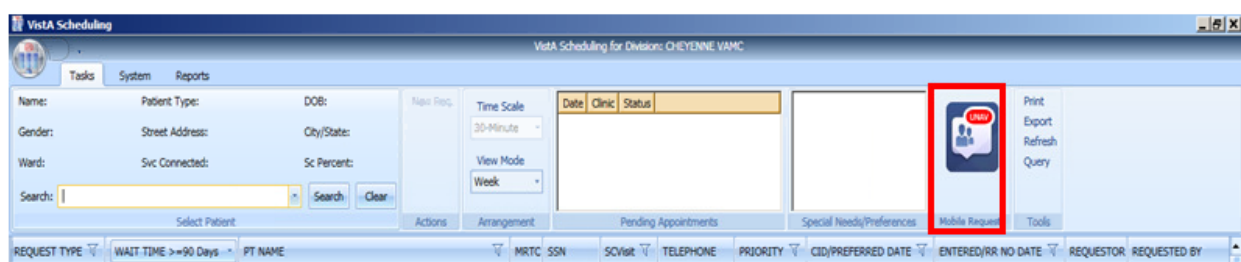 VistA Scheduling
VistA Scheduling for Division: CHEYENNE VAMC
Tasks System Reports
Name: Patient Type: DOB:
Gender: Street Address: City/State:
Ward: Svc Connected: Sc Percent:
Search: Search Clear
Select Patient
New Req.
Actions
Time Scale
30-Minute
View Mode
Week
Arrangement
Date Clinic Status
Pending Appointments
Special Needs/Preferences
UNAV
Mobile Request
Print
Export
Refresh
Query
Tools
REQUEST TYPE WAIT TIME >=90 Days PT NAME MRTC SSN SCVisit TELEPHONE PRIORITY CID/PREFERRED DATE ENTERED/RR NO DATE REQUESTOR REQUESTED BY